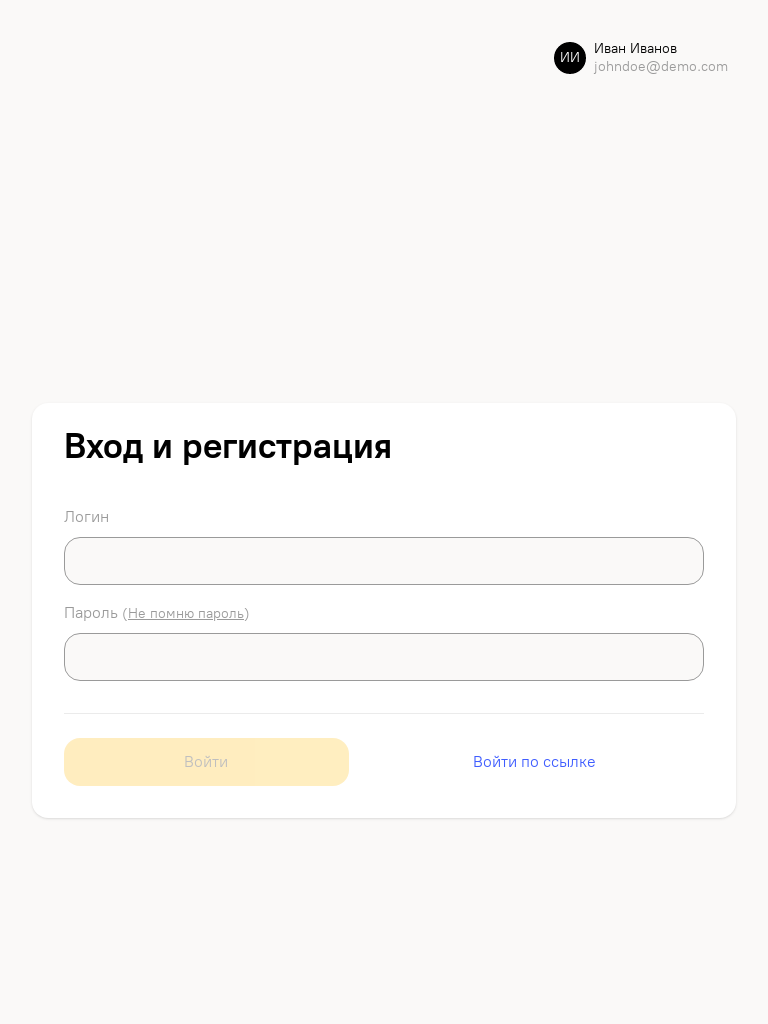 ИИ
Иван Иванов
johndoe@demo.com
Вход и регистрация
Логин
Пароль (Не помню пароль)
Войти
Войти по ссылке